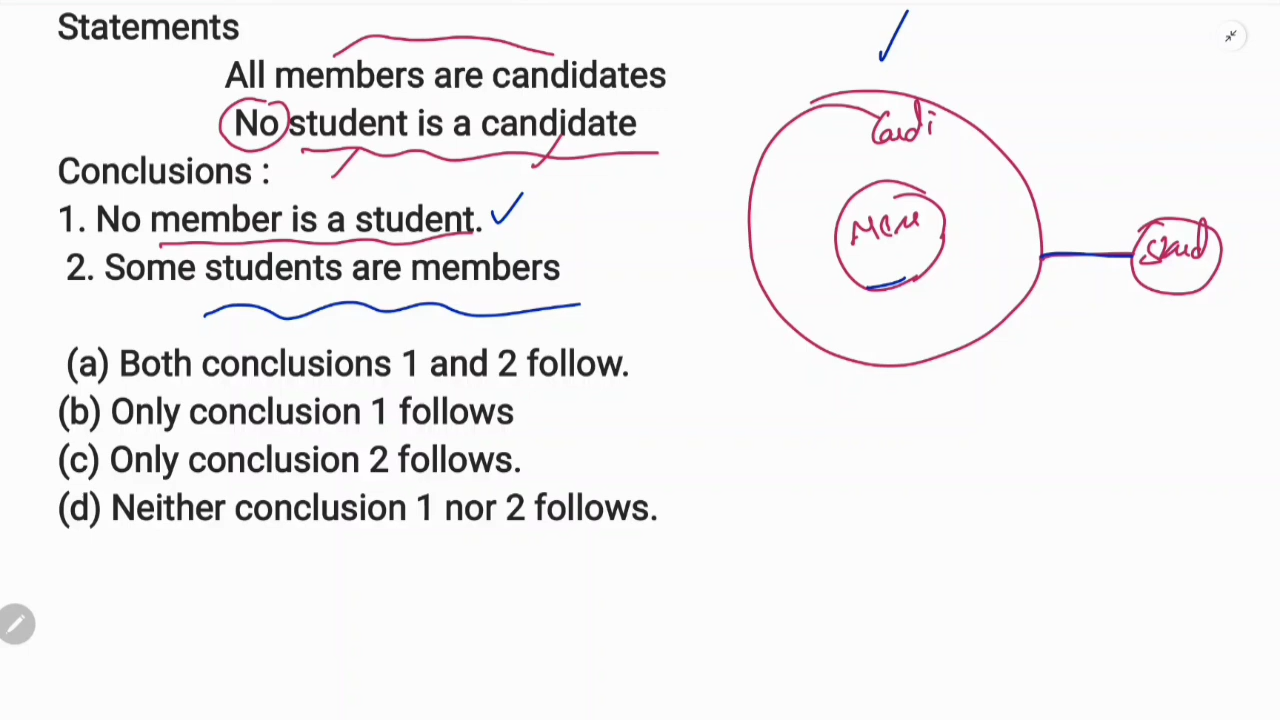 Statements
All members are candidates
No student is a candidate
Conclusions :
1. No member is a student.
2. Some students are members
(a) Both conclusions 1 and 2 follow.
(b) Only conclusion 1 follows
(c) Only conclusion 2 follows.
(d) Neither conclusion 1 nor 2 follows.
Candi
Mem
Stud